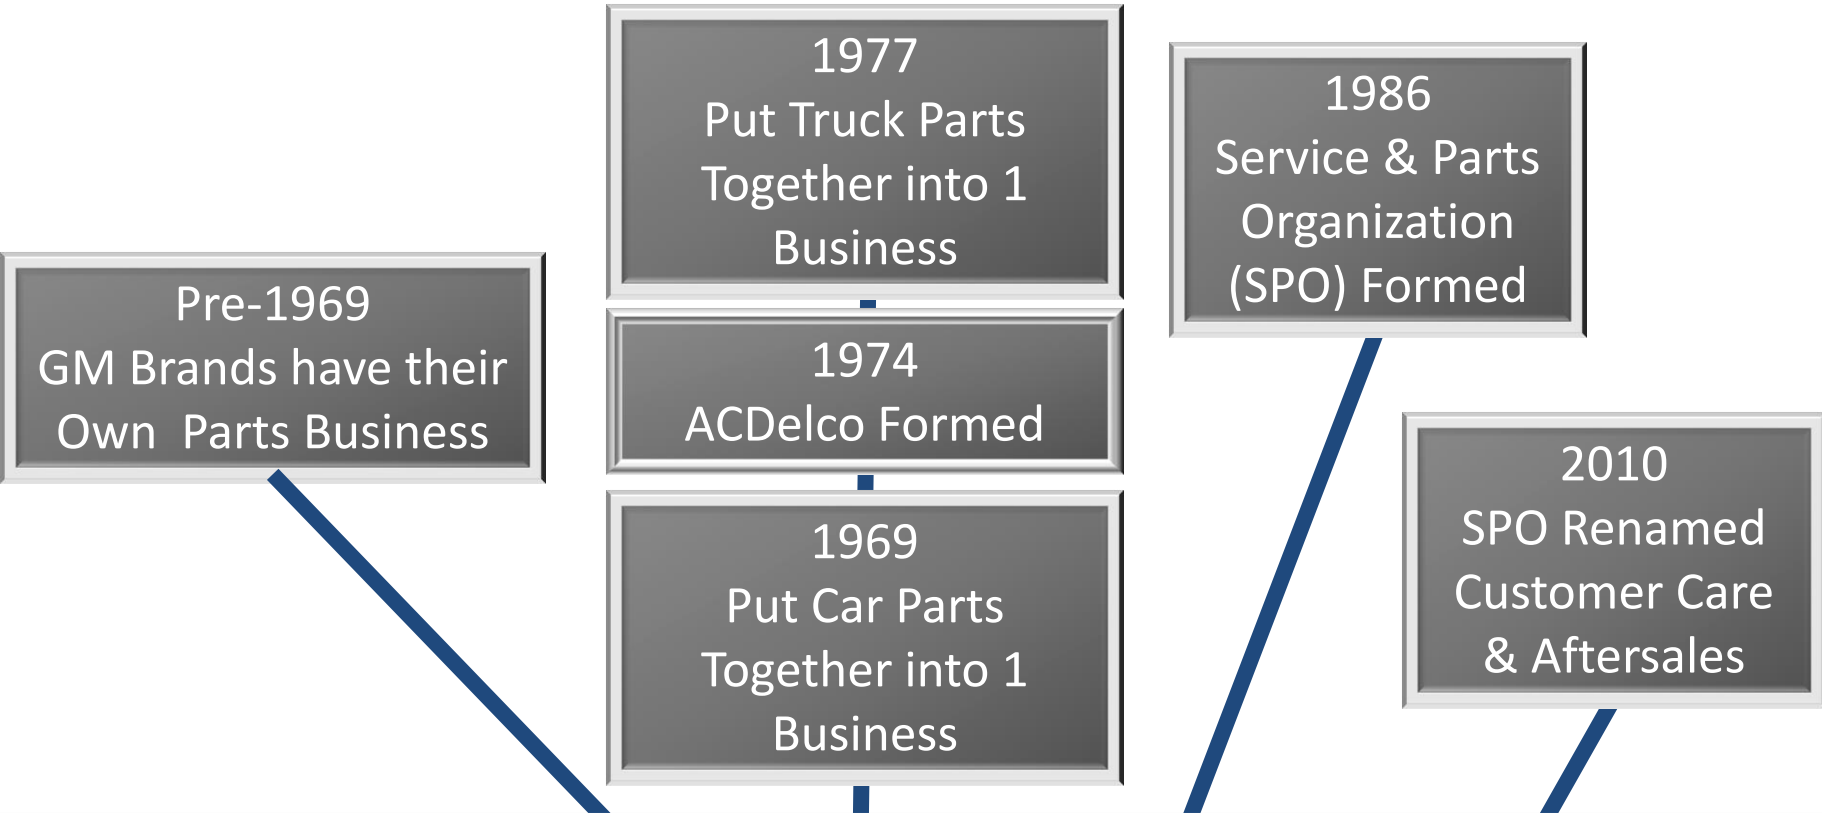 Pre-1969
GM Brands have their
Own  Parts Business
1977
Put Truck Parts
Together into 1
Business
1974
ACDelco Formed
1969
Put Car Parts
Together into 1
Business
1986
Service & Parts
Organization
(SPO) Formed
2010
SPO Renamed
Customer Care
& Aftersales